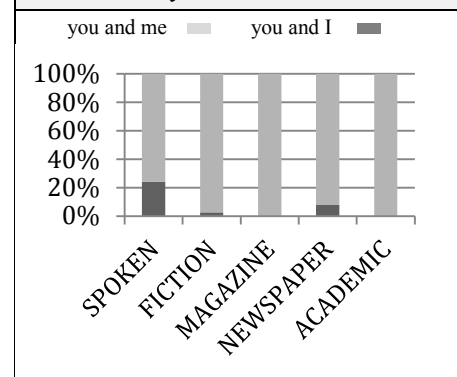 you and me you and I
100%
80%
60%
40%
20%
0%
SPOKEN
FICTION
MAGAZINE
NEWSPAPER
ACADEMIC